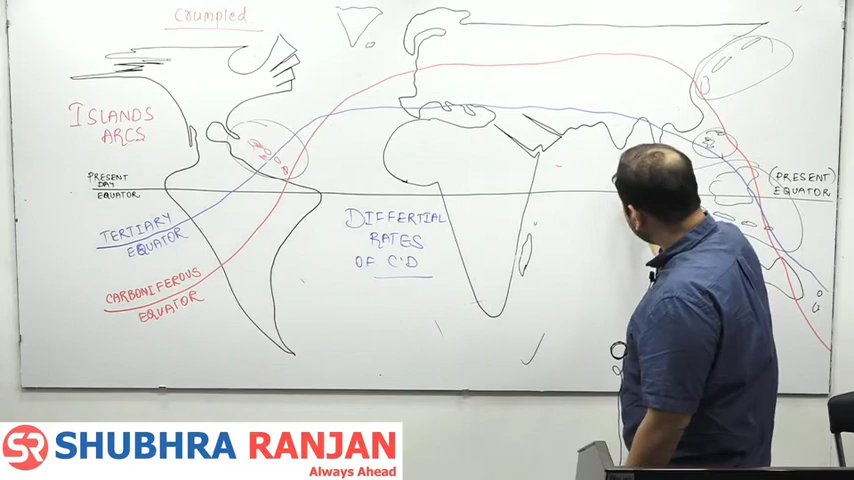 Crumpled
ISLANDS
ARCS
PRESENT
DAY
EQUATOR
TERTIARY
EQUATOR
CARBONIFEROUS
EQUATOR
DIFFERTIAL
RATES
OF C.D
(PRESENT)
EQUATOR
SR SHUBHRA RANJAN
Always Ahead